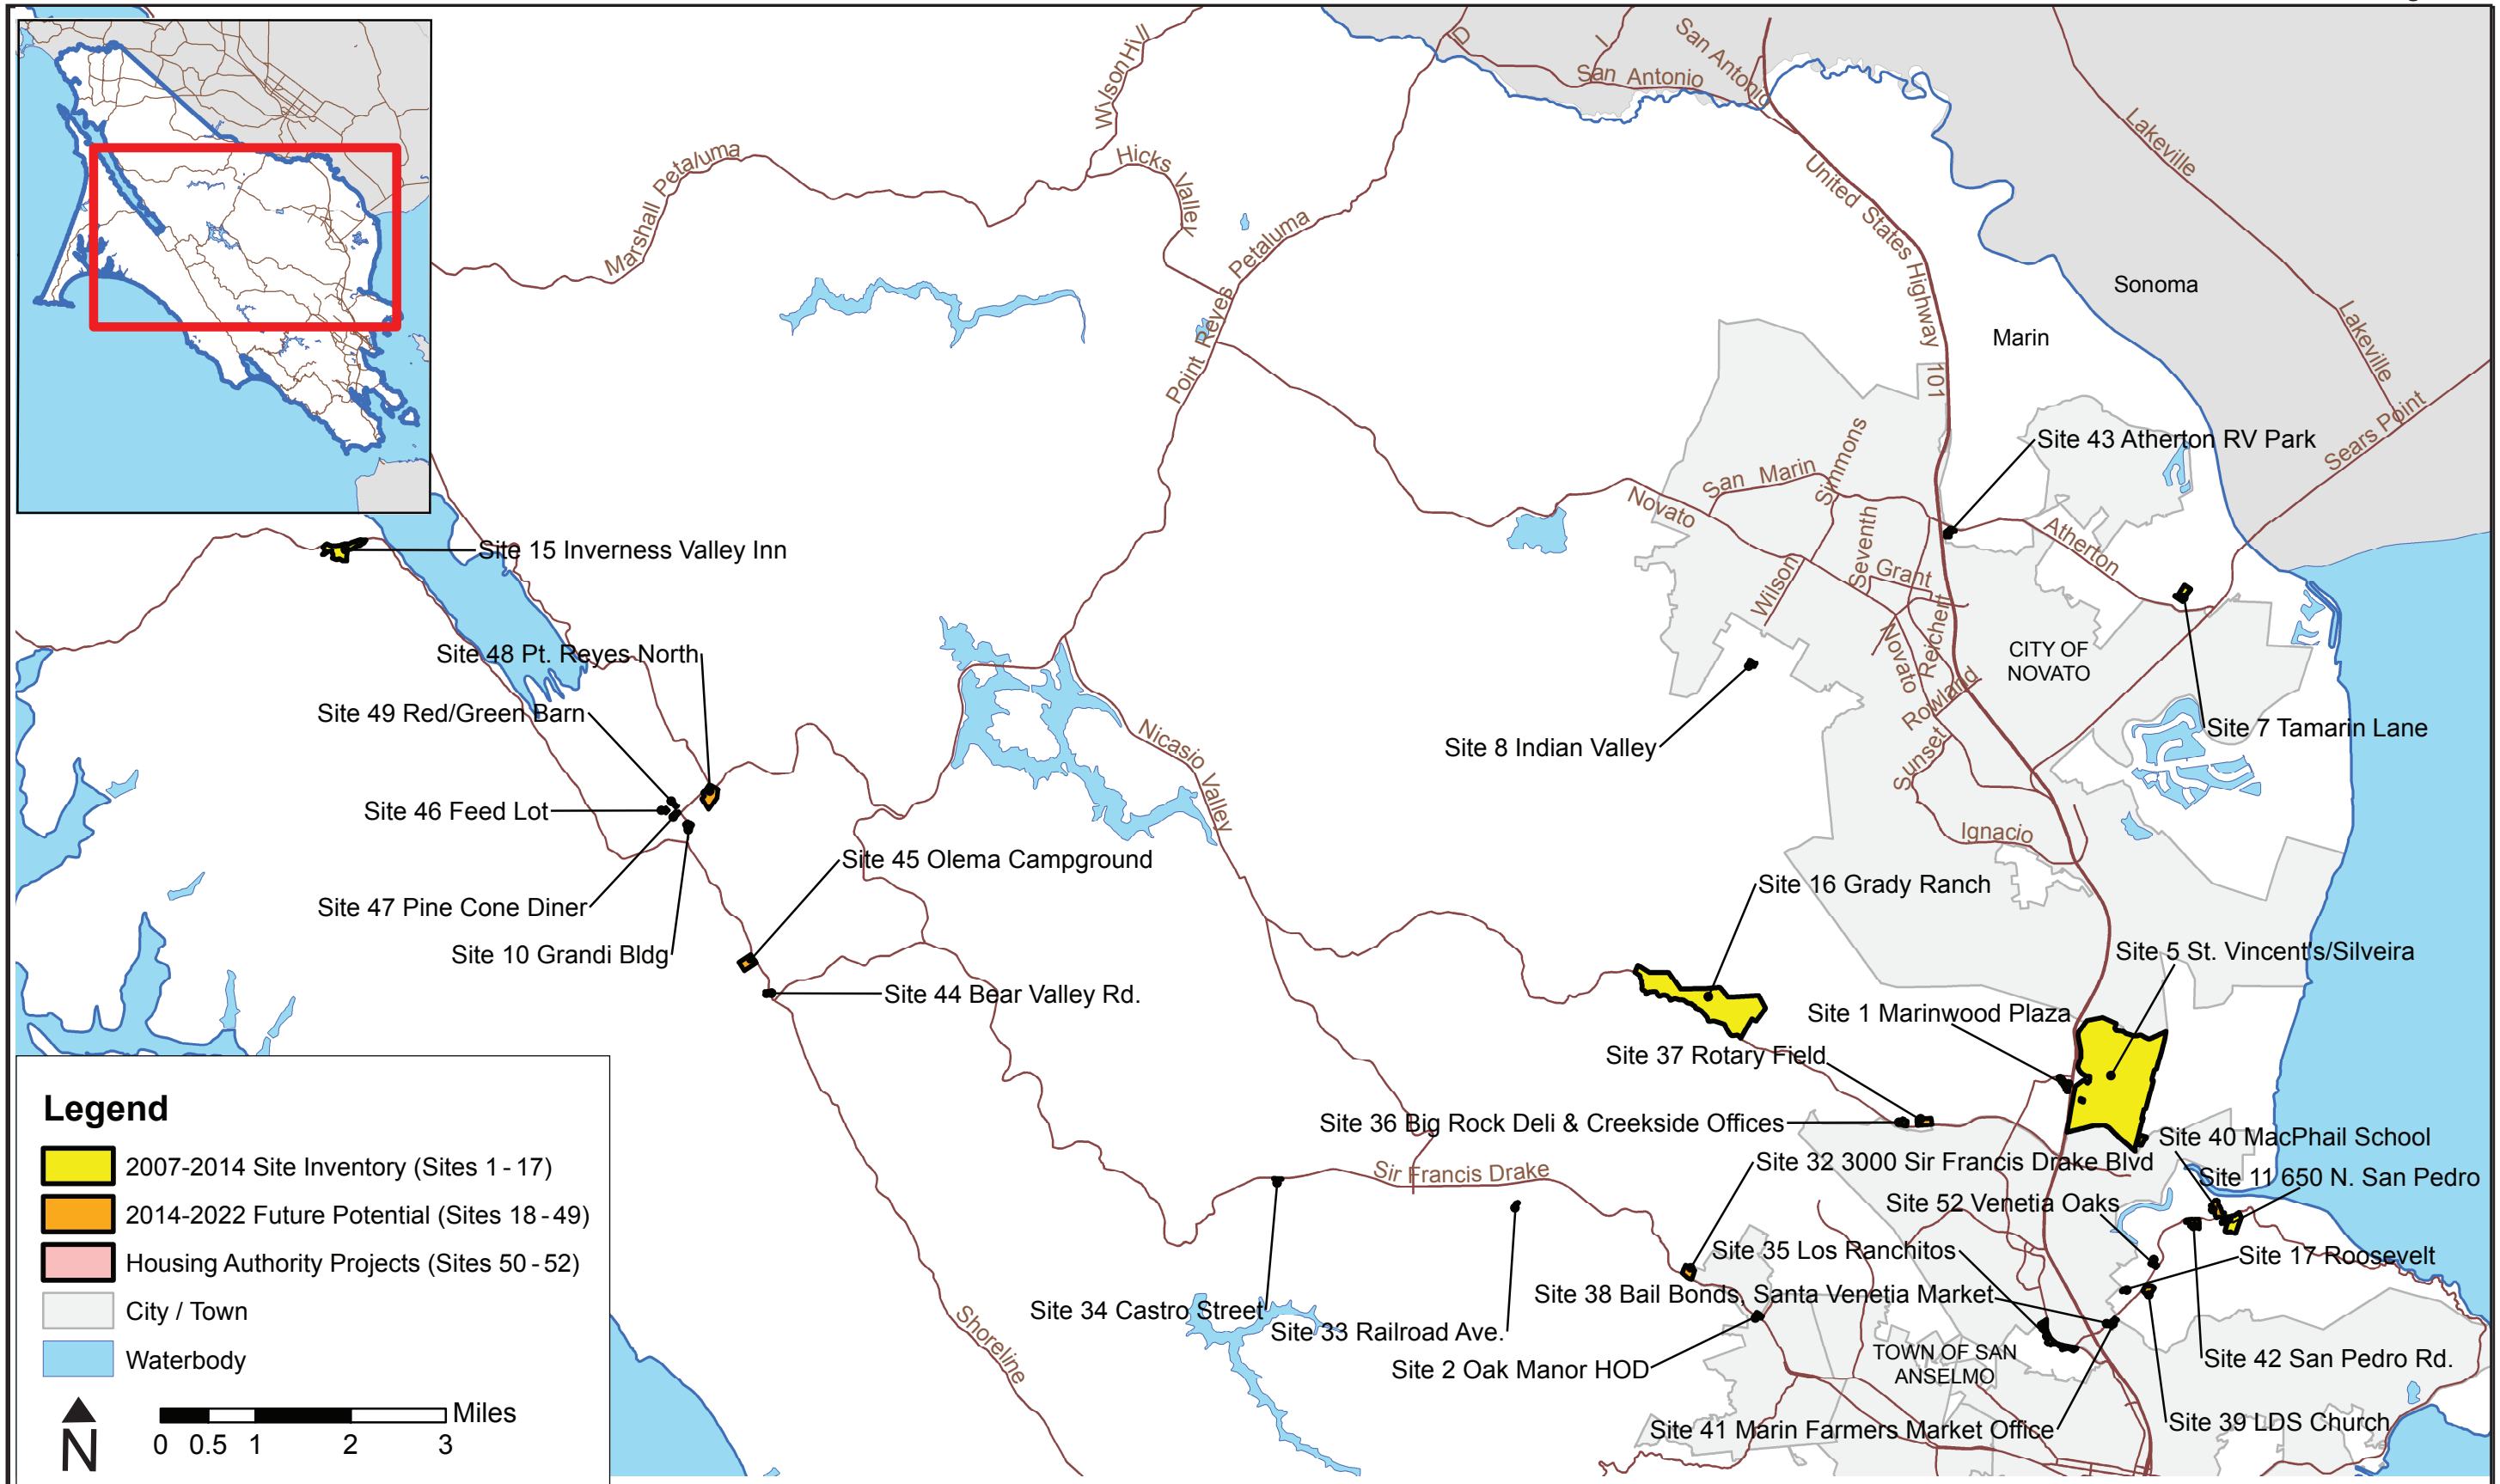 Wilson Hill
D
I
San Antonio
San Antonio
Lakeville
Marshall Petaluma
Hicks Valley
Petaluma
Point Reyes
United States Highway 101
Sonoma
Marin
Lakeville
Sears Point
Site 43 Atherton RV Park
Simmons
San Marin
Novato
Seventh
Grant
Wilson
Atherton
Reichert
Novato
Rowland
Sunset
Ignacio
CITY OF
NOVATO
Site 15 Inverness Valley Inn
Site 48 Pt. Reyes North
Site 49 Red/Green Barn
Site 46 Feed Lot
Site 47 Pine Cone Diner
Site 10 Grandi Bldg
Site 45 Olema Campground
Site 44 Bear Valley Rd.
Nicasio Valley
Site 8 Indian Valley
Site 7 Tamarin Lane
Site 16 Grady Ranch
Site 5 St. Vincent's/Silveira
Site 1 Marinwood Plaza
Site 37 Rotary Field
Site 36 Big Rock Deli & Creekside Offices
Site 40 MacPhail School
Site 32 3000 Sir Francis Drake Blvd
Site 11 650 N. San Pedro
Sir Francis Drake
Site 52 Venetia Oaks
Site 35 Los Ranchitos
Site 17 Roosevelt
Site 38 Bail Bonds, Santa Venetia Market
Site 34 Castro Street
Site 33 Railroad Ave.
Site 2 Oak Manor HOD
TOWN OF SAN
ANSELMO
Site 42 San Pedro Rd.
Site 41 Marin Farmers Market Office
Site 39 LDS Church
Shoreline
Legend
2007-2014 Site Inventory (Sites 1 - 17)
2014-2022 Future Potential (Sites 18 - 49)
Housing Authority Projects (Sites 50 - 52)
City / Town
Waterbody
N
Miles
0 0.5 1 2 3